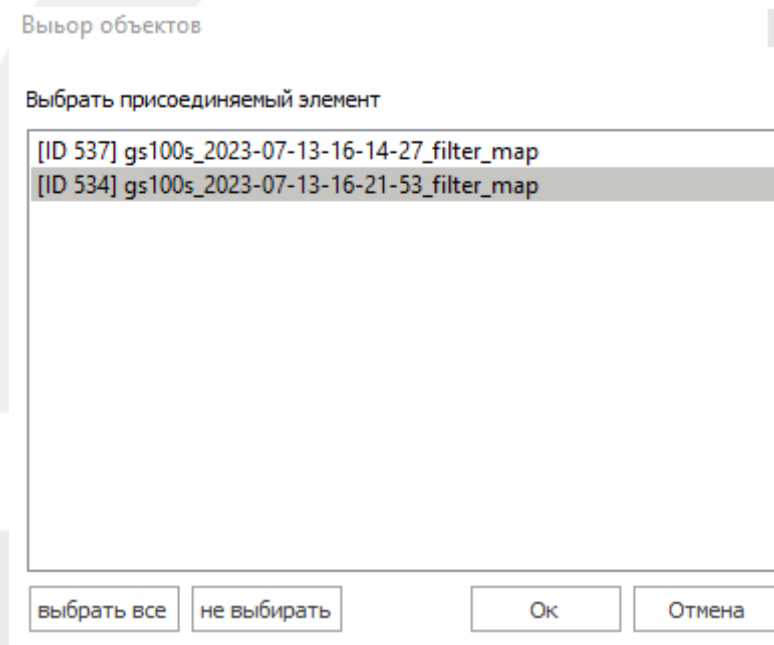 Выьор объектов
Выбрать присоединяемый элемент
[ID 537] gs100s_2023-07-13-16-14-27_filter_map
[ID 534] gs100s_2023-07-13-16-21-53_filter_map
выбрать все не выбирать Ок Отмена